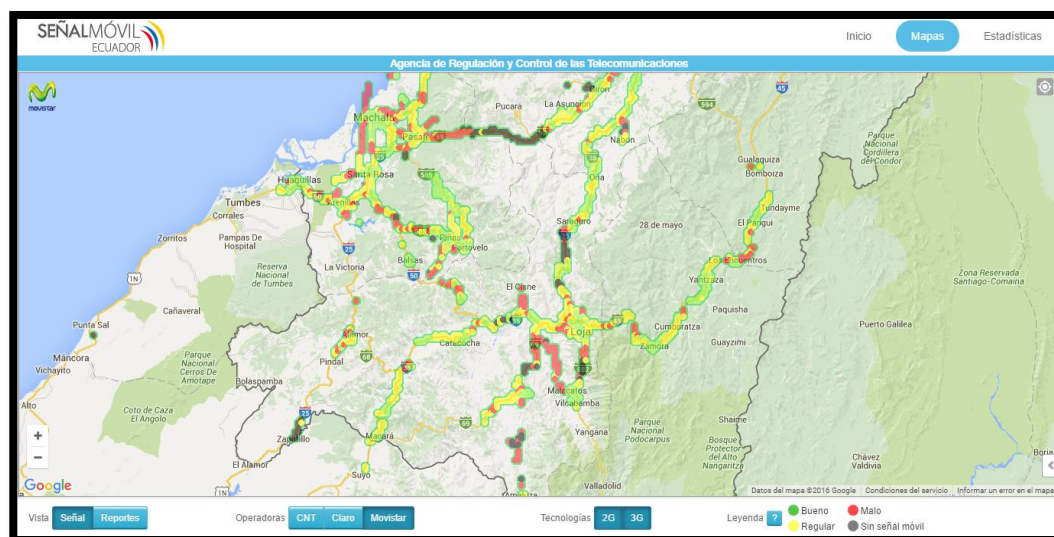 SEÑALMÓVIL
ECUADOR
Inicio
Mapas
Estadísticas
Agencia de Regulación y Control de las Telecomunicaciones
movistar
Pucará
La Asunción
Machala
Nabon
Gualaquiza
Bomboiza
Parque
Nacional
Cordillera
del Condor
Huaquillas
Santa Rosa
Oña
Tumbes
Corrales
Tundayme
El Pangui
Zorritos
Pampas De
Hospital
Saraguro
28 de mayo
Portovelo
Balsas
La Victoria
Reserva
Nacional
de Tumbes
Los Encuentros
Yantzaza
Zona Reservada
Santiago-Comaina
El Cisne
Cañaveral
Punta Sal
Paquisha
Puerto Galilea
Loja
Cumbaratza
Guayzimi
Zamora
Catacocha
Alamor
Pindal
Máncora
Vichayito
Parque
Nacional
Cerros De
Amotape
Bolaspamba
Malacatos
Vilcabamba
Alto
Coto de Caza
El Angolo
Zapotillo
Macará
Yangana
Parque
Nacional
Podocarpus
Shaime
Bosque
Protector
del Alto
Nangaritza
Chávez
Valdivia
Borja
El Alamor
Suyo
Valladolid
Google
Datos del mapa ©2016 Google
Condiciones del servicio
Informar un error en el mapa
Vista
Señal
Reportes
Operadoras
CNT
Claro
Movistar
Tecnologías
2G
3G
Leyenda
?
Bueno
Malo
Regular
Sin señal móvil